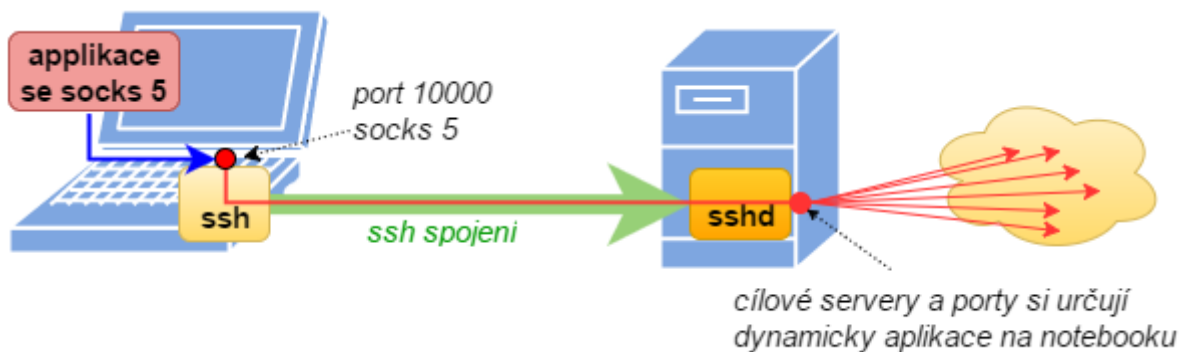 applikace
se socks 5
port 10000
socks 5
ssh
sshd
ssh spojeni
cílové servery a porty si určují
dynamicky aplikace na notebooku